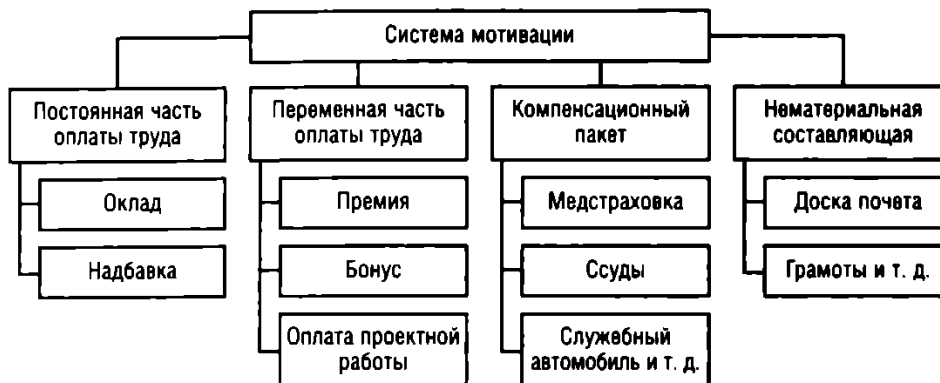 Система мотивации
Постоянная часть
оплаты труда
Оклад
Надбавка
Переменная часть
оплаты труда
Премия
Бонус
Оплата проектной
работы
Компенсационный
пакет
Медстраховка
Ссуды
Служебный
автомобиль и т. д.
Нематериальная
составляющая
Доска почета
Грамоты и т. д.